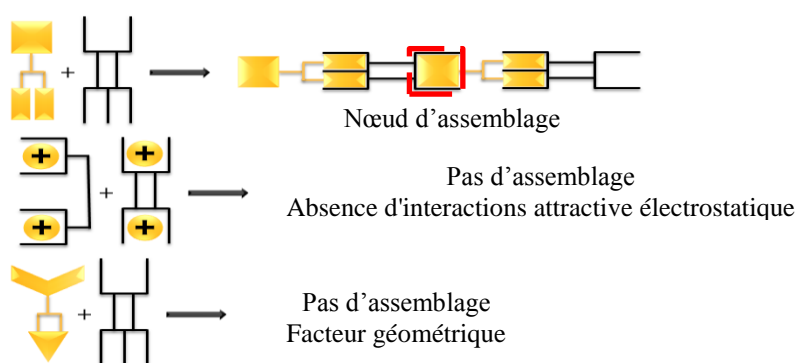 +
Nœud d’assemblage
+
+
+
+
Pas d’assemblage
Absence d'interactions attractive électrostatique
+
Pas d’assemblage
Facteur géométrique